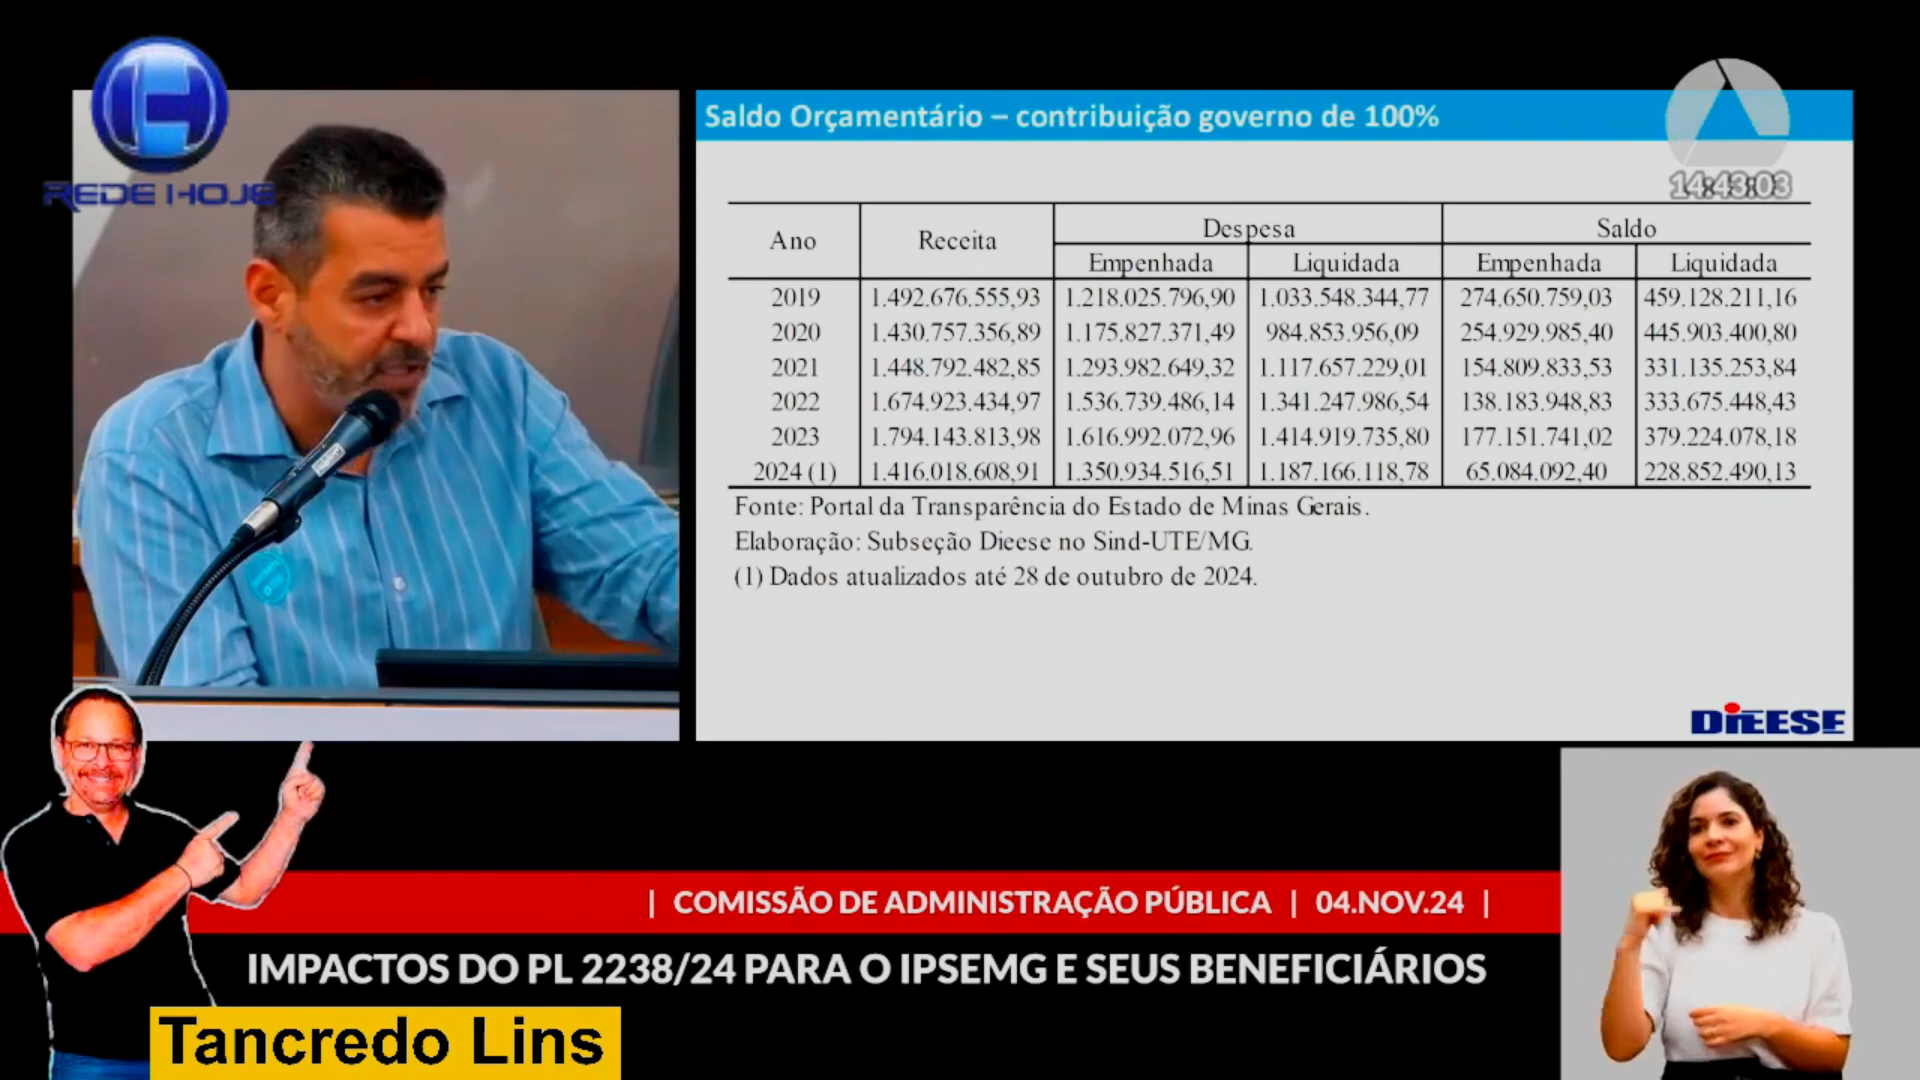 REDE HOJE
Saldo Orçamentário – contribuição governo de 100%
Ano Receita Despesa Saldo
Empenhada Liquidada Empenhada Liquidada
2019 1.492.676.555,93 1.218.025.796,90 1.033.548.344,77 274.650.759,03 459.128.211,16
2020 1.430.757.356,89 1.175.827.371,49 984.853.956,09 254.929.985,40 445.903.400,80
2021 1.448.792.482,85 1.293.982.649,32 1.117.657.229,01 154.809.833,53 331.135.253,84
2022 1.674.923.434,97 1.536.739.486,14 1.341.247.986,54 138.183.948,83 333.675.448,43
2023 1.794.143.813,98 1.616.992.072,96 1.414.919.735,80 177.151.741,02 379.224.078,18
2024 (1) 1.416.018.608,91 1.350.934.516,51 1.187.166.118,78 65.084.092,40 228.852.490,13
Fonte: Portal da Transparência do Estado de Minas Gerais.
Elaboração: Subseção Dieese no Sind-UTE/MG.
(1) Dados atualizados até 28 de outubro de 2024.
DIEESE
| COMISSÃO DE ADMINISTRAÇÃO PÚBLICA | 04.NOV.24 |
IMPACTOS DO PL 2238/24 PARA O IPSEMG E SEUS BENEFICIÁRIOS
Tancredo Lins